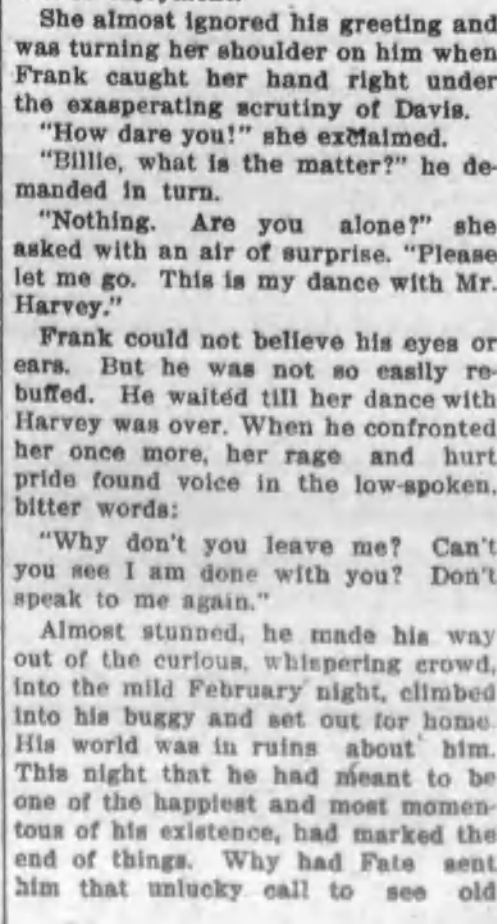 She almost ignored his greeting and
was turning her shoulder on him when
Frank caught her hand right under
the exasperating scrutiny of Davis.
"How dare you!" she exclaimed.
"Billie, what is the matter?" he de-
manded in turn.
"Nothing. Are you alone?" she
asked with an air of surprise. "Please
let me go. This is my dance with Mr.
Harvey."
Frank could not believe his eyes or
ears. But he was not so easily re-
buffed. He waited till her dance with
Harvey was over. When he confronted
her once more, her rage and hurt
pride found voice in the low-spoken,
bitter words:
"Why don't you leave me? Can't
you see I am done with you? Don't
speak to me again."
Almost stunned, he made his way
out of the curious, whispering crowd,
into the mild February night, climbed
into his buggy and set out for home
His world was in ruins about him.
This night that he had meant to be
one of the happiest and most momen-
tous of his existence, had marked the
end of things. Why had Fate sent
him that unlucky call to see old